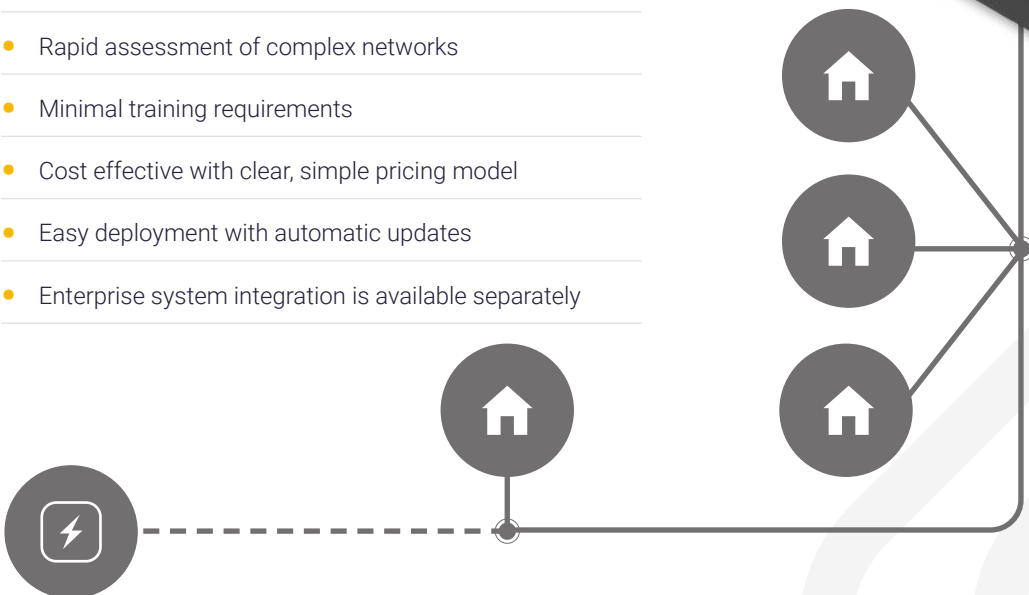 Rapid assessment of complex networks
Minimal training requirements
Cost effective with clear, simple pricing model
Easy deployment with automatic updates
Enterprise system integration is available separately